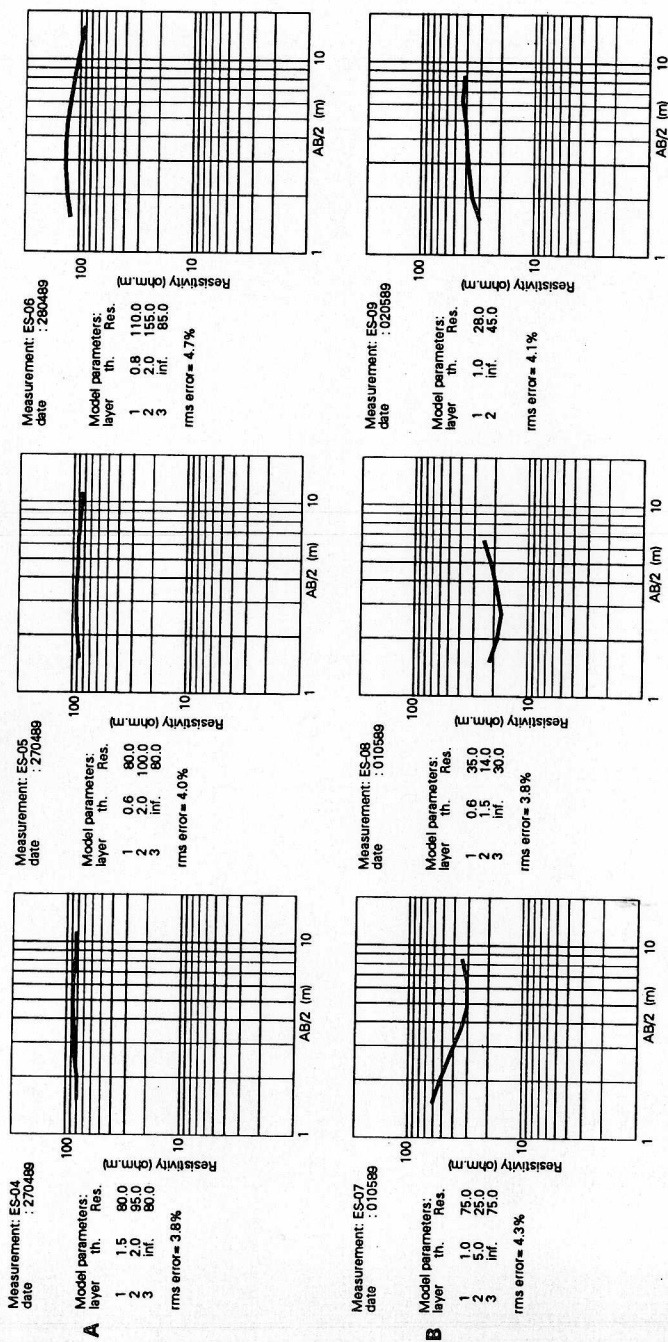 A
Measurement: ES-04
date : 270489
Model parameters:
layer th. Res.
1 1.5 80.0
2 2.0 95.0
3 inf. 80.0
rms error= 3.8%
Resistivity (ohm.m)
100
10
1
10
AB/2 (m)
Measurement: ES-05
date : 270489
Model parameters:
layer th. Res.
1 0.6 80.0
2 2.0 100.0
3 inf. 80.0
rms error= 4.0%
Resistivity (ohm.m)
100
10
1
10
AB/2 (m)
Measurement: ES-06
date : 280489
Model parameters:
layer th. Res.
1 0.8 110.0
2 2.0 155.0
3 inf. 85.0
rms error= 4.7%
Resistivity (ohm.m)
100
10
1
10
AB/2 (m)
B
Measurement: ES-07
date : 010589
Model parameters:
layer th. Res.
1 1.0 75.0
2 5.0 25.0
3 inf. 75.0
rms error= 4.3%
Resistivity (ohm.m)
100
10
1
10
AB/2 (m)
Measurement: ES-08
date : 010589
Model parameters:
layer th. Res.
1 0.6 35.0
2 1.5 14.0
3 inf. 30.0
rms error= 3.8%
Resistivity (ohm.m)
100
10
1
10
AB/2 (m)
Measurement: ES-09
date : 020589
Model parameters:
layer th. Res.
1 1.0 28.0
2 inf. 45.0
rms error= 4.1%
Resistivity (ohm.m)
100
10
1
10
AB/2 (m)